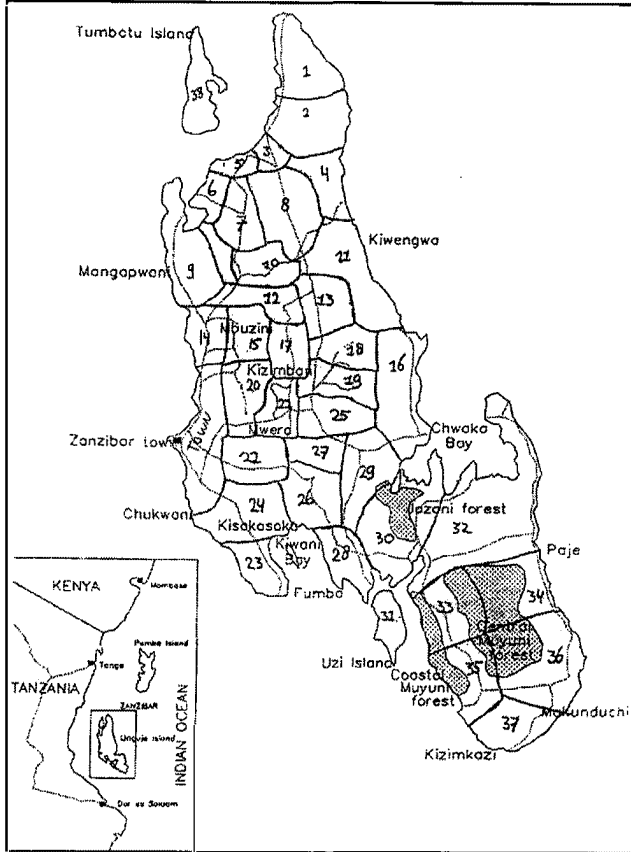 Tumbatu Island
38
1
2
3
5
4
6
7
8
Kiwengwa
Mangapwani
9
10
11
12
13
14
Mbuzini
15
17
18
16
Kizimbani
20
19
21
25
Mwera
Zanzibar town
TOWN
Chwaka
Bay
22
27
29
Chukwani
24
26
Jozani forest
32
Kisakasaka
30
Kiwani
Bay
28
23
Paje
Fumba
33
34
31
Central
Muyuni
forest
Uzi Island
35
36
Coastal
Muyuni
forest
Makunduchi
37
Kizimkazi
KENYA
Mombasa
Pemba Island
Tanga
TANZANIA
ZANZIBAR
Unguja Island
INDIAN OCEAN
Dar es Salaam